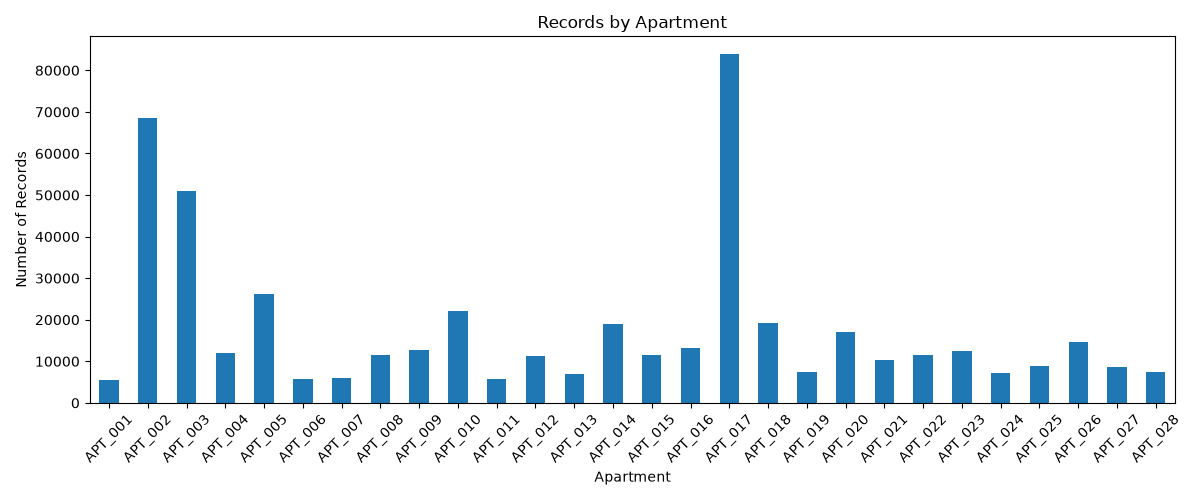 Records by Apartment
Number of Records
80000
70000
60000
50000
40000
30000
20000
10000
0
APT_001
APT_002
APT_003
APT_004
APT_005
APT_006
APT_007
APT_008
APT_009
APT_010
APT_011
APT_012
APT_013
APT_014
APT_015
APT_016
APT_017
APT_018
APT_019
APT_020
APT_021
APT_022
APT_023
APT_024
APT_025
APT_026
APT_027
APT_028
Apartment